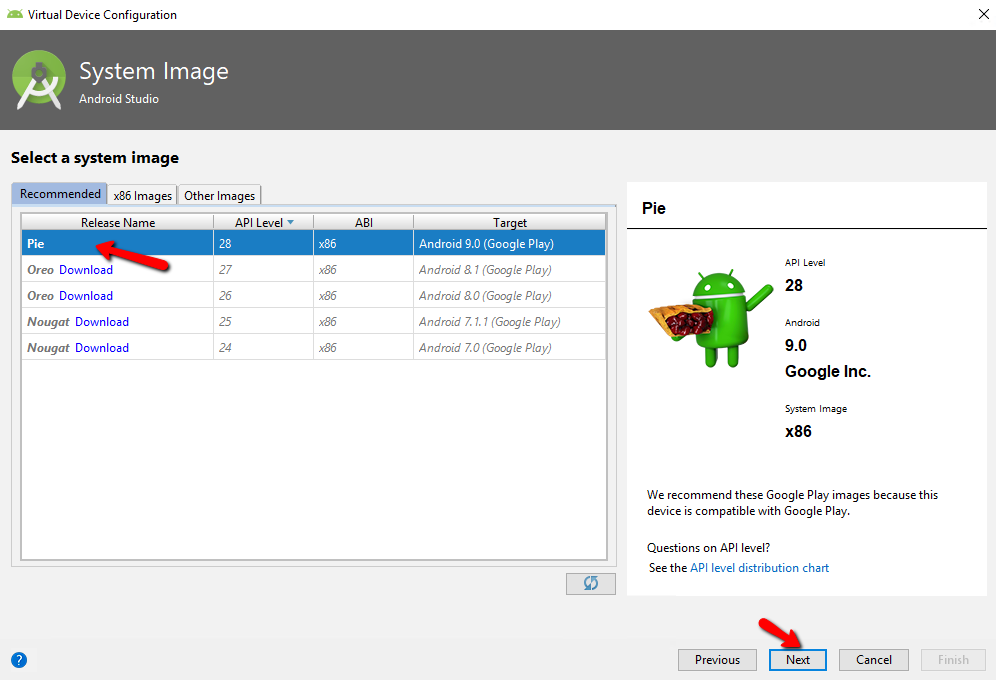 Virtual Device Configuration
System Image
Android Studio
Select a system image
Recommended x86 Images Other Images
Release Name API Level ABI Target
Pie 28 x86 Android 9.0 (Google Play)
Oreo Download 27 x86 Android 8.1 (Google Play)
Oreo Download 26 x86 Android 8.0 (Google Play)
Nougat Download 25 x86 Android 7.1.1 (Google Play)
Nougat Download 24 x86 Android 7.0 (Google Play)
Pie
API Level
28
Android
9.0
Google Inc.
System Image
x86
We recommend these Google Play images because this
device is compatible with Google Play.
Questions on API level?
See the API level distribution chart
? Previous Next Cancel Finish